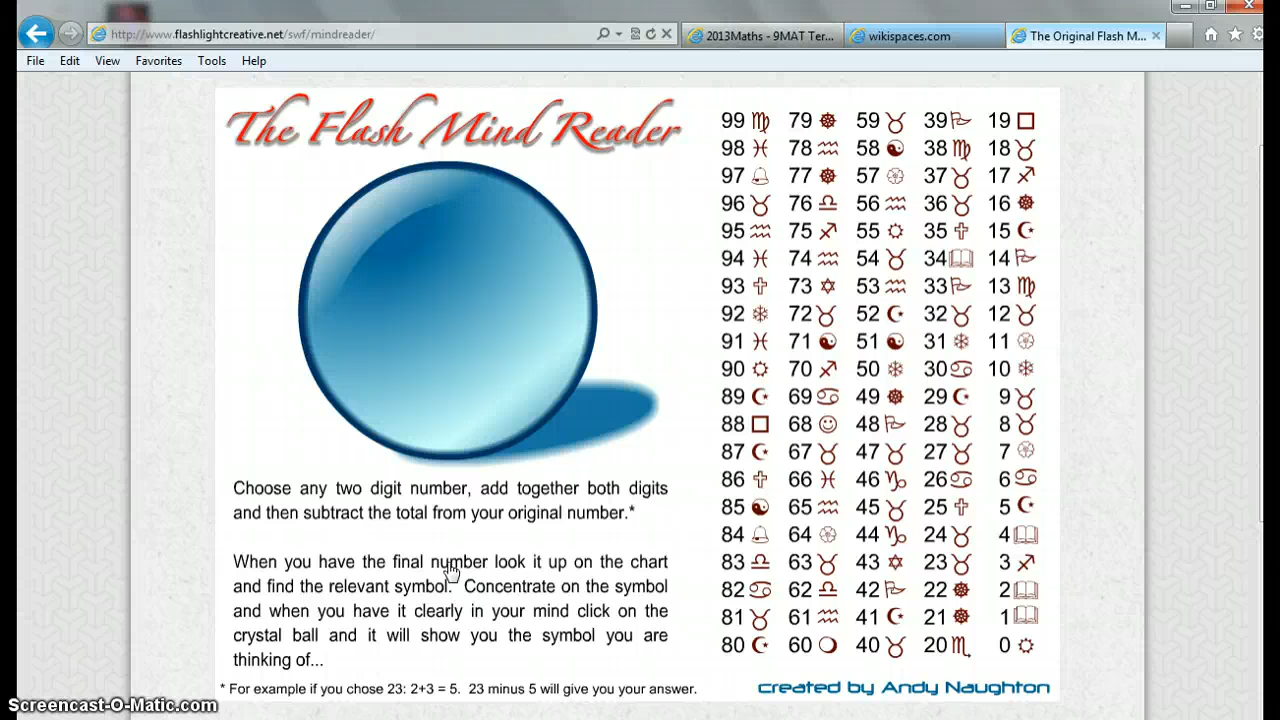 http://www.flashlightcreative.net/swf/mindreader/
2013Maths - 9MAT Ter...
wikispaces.com
The Original Flash M...
File Edit View Favorites Tools Help
The Flash Mind Reader
99 79 59 39 19
98 78 58 38 18
97 77 57 37 17
96 76 56 36 16
95 75 55 35 15
94 74 54 34 14
93 73 53 33 13
92 72 52 32 12
91 71 51 31 11
90 70 50 30 10
89 69 49 29 9
88 68 48 28 8
87 67 47 27 7
86 66 46 26 6
85 65 45 25 5
84 64 44 24 4
83 63 43 23 3
82 62 42 22 2
81 61 41 21 1
80 60 40 20 0
Choose any two digit number, add together both digits
and then subtract the total from your original number.*
When you have the final number look it up on the chart
and find the relevant symbol. Concentrate on the symbol
and when you have it clearly in your mind click on the
crystal ball and it will show you the symbol you are
thinking of...
* For example if you chose 23: 2+3 = 5. 23 minus 5 will give you your answer.
created by Andy Naughton
Screencast-O-Matic.com